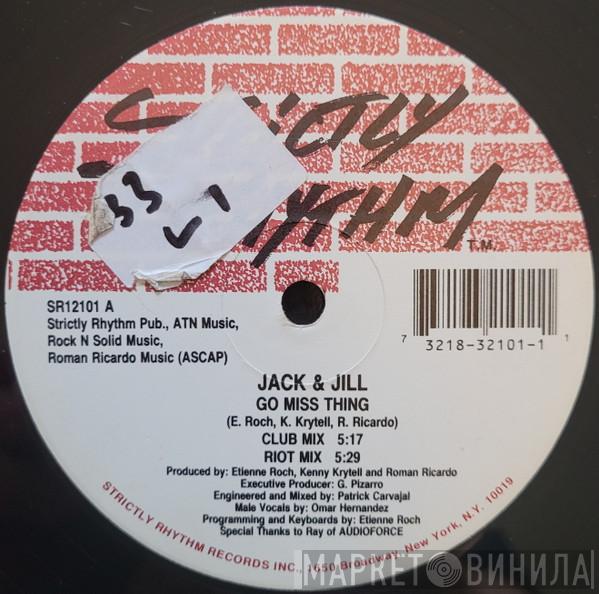 STRICTLY
RHYTHM
T.M.
33
SR12101 A
Strictly Rhythm Pub., ATN Music,
Rock N Solid Music,
Roman Ricardo Music (ASCAP)
7 3218-32101-1 1
JACK & JILL
GO MISS THING
(E. Roch, K. Krytell, R. Ricardo)
CLUB MIX 5:17
RIOT MIX 5:29
Produced by: Etienne Roch, Kenny Krytell and Roman Ricardo
Executive Producer: G. Pizarro
Engineered and Mixed by: Patrick Carvajal
Male Vocals by: Omar Hernandez
Programming and Keyboards by: Etienne Roch
Special Thanks to Ray of AUDIOFORCE
STRICTLY RHYTHM RECORDS INC., 1650 Broadway, New York, N.Y. 10019
МАРКЕТ ВИНИЛА